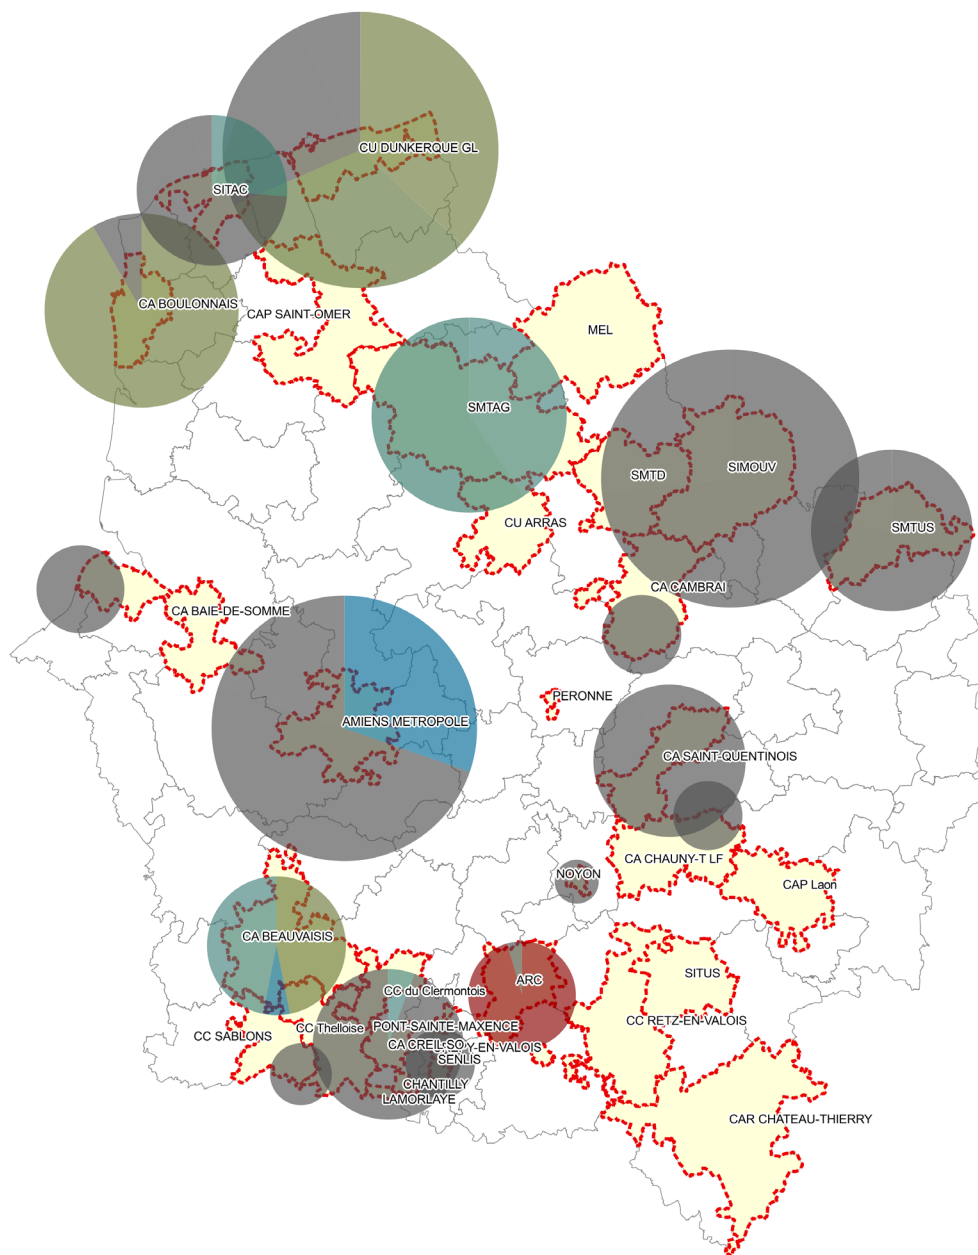 CU DUNKERQUE GL
SITAC
CA BOULONNAIS
CAP SAINT-OMER
MEL
SMTAG
SMTD
SIMOUV
CU ARRAS
SMTUS
CA CAMBRAI
CA BAIE-DE-SOMME
PERONNE
AMIENS METROPOLE
CA SAINT-QUENTINOIS
CA CHAUNY-T LF
NOYON
CAP Laon
CA BEAUVAISIS
SITUS
ARC
CC du Clermontois
CC RETZ-EN-VALOIS
CC SABLONS
CC Thelloise
PONT-SAINTE-MAXENCE
CA CREIL SO
Y-EN-VALOIS
SENLIS
CHANTILLY
LAMORLAYE
CAR CHATEAU-THIERRY